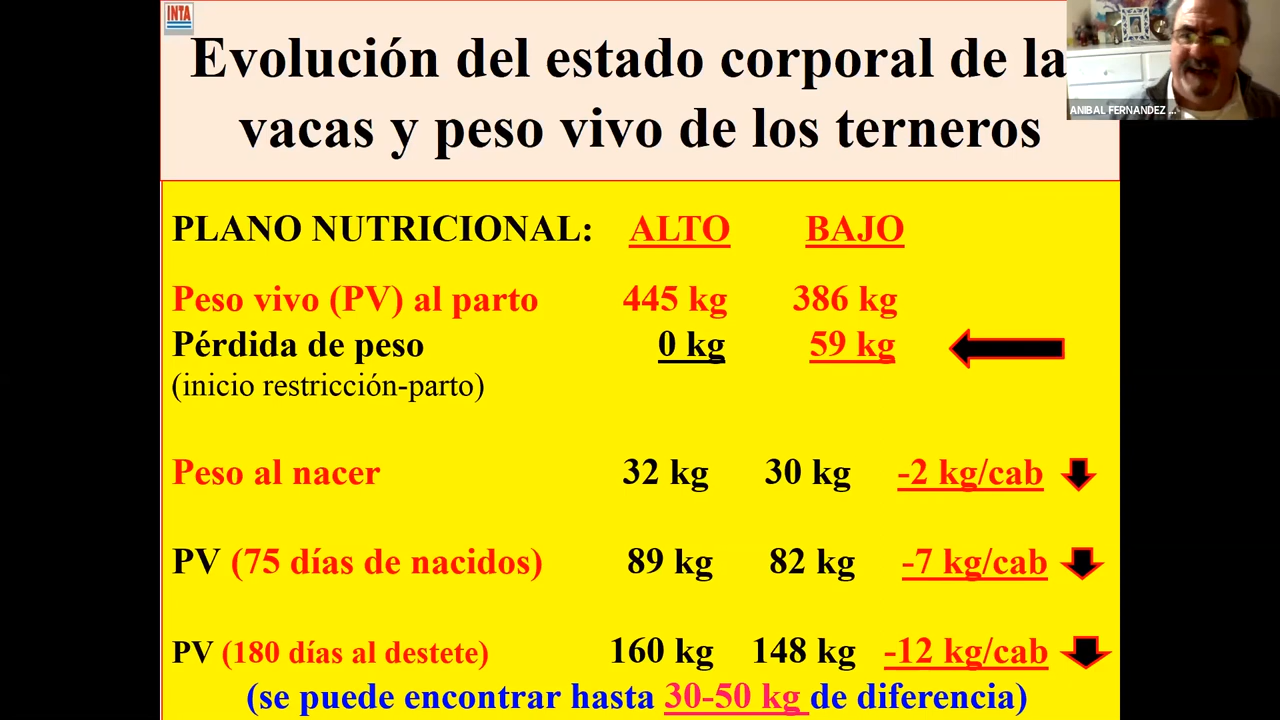 INTA
Evolución del estado corporal de la
vacas y peso vivo de los terneros
ANIBAL FERNANDEZ ...
PLANO NUTRICIONAL: ALTO BAJO
Peso vivo (PV) al parto 445 kg 386 kg
Pérdida de peso 0 kg 59 kg
(inicio restricción-parto)
Peso al nacer 32 kg 30 kg -2 kg/cab
PV (75 días de nacidos) 89 kg 82 kg -7 kg/cab
PV (180 días al destete) 160 kg 148 kg -12 kg/cab
(se puede encontrar hasta 30-50 kg de diferencia)